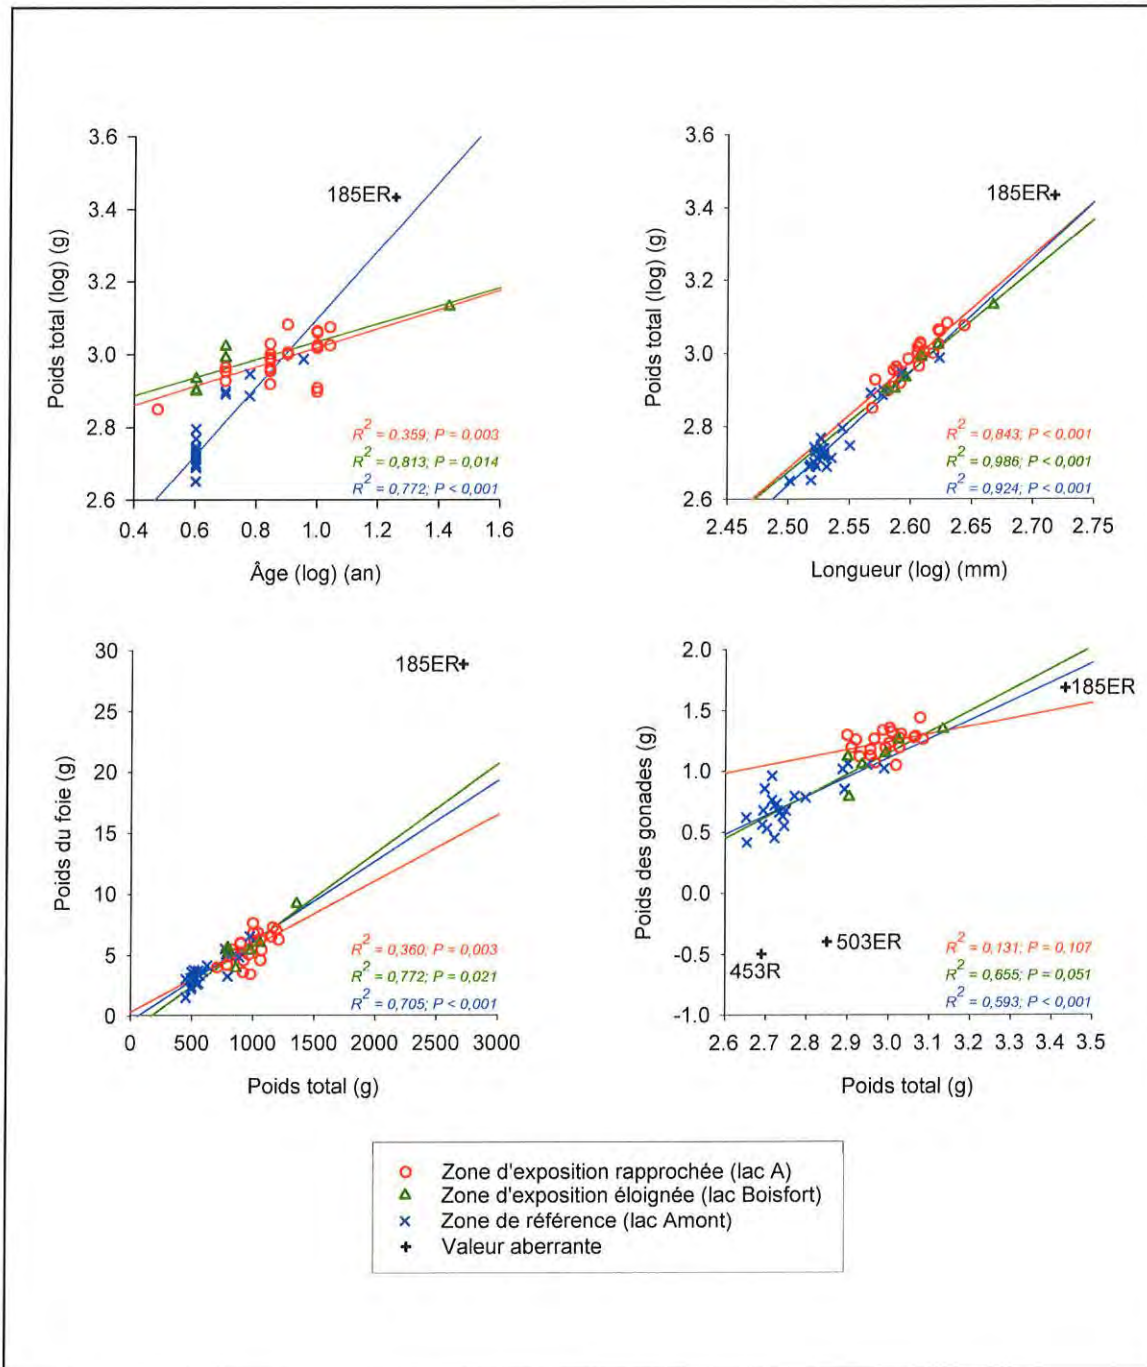 3.6
3.4
3.2
3.0
2.8
2.6
Poids total (log) (g)
185ER
R² = 0,359; P = 0,003
R² = 0,813; P = 0,014
R² = 0,772; P < 0,001
0.4 0.6 0.8 1.0 1.2 1.4 1.6
Âge (log) (an)
3.6
3.4
3.2
3.0
2.8
2.6
Poids total (log) (g)
185ER
R² = 0,843; P < 0,001
R² = 0,986; P < 0,001
R² = 0,924; P < 0,001
2.45 2.50 2.55 2.60 2.65 2.70 2.75
Longueur (log) (mm)
30
25
20
15
10
5
0
Poids du foie (g)
185ER
R² = 0,360; P = 0,003
R² = 0,772; P = 0,021
R² = 0,705; P < 0,001
0 500 1000 1500 2000 2500 3000
Poids total (g)
2.0
1.5
1.0
0.5
0.0
-0.5
-1.0
Poids des gonades (g)
185ER
503ER
453R
R² = 0,131; P = 0,107
R² = 0,655; P = 0,051
R² = 0,593; P < 0,001
2.6 2.7 2.8 2.9 3.0 3.1 3.2 3.3 3.4 3.5
Poids total (g)
Zone d'exposition rapprochée (lac A)
Zone d'exposition éloignée (lac Boisfort)
Zone de référence (lac Amont)
Valeur aberrante